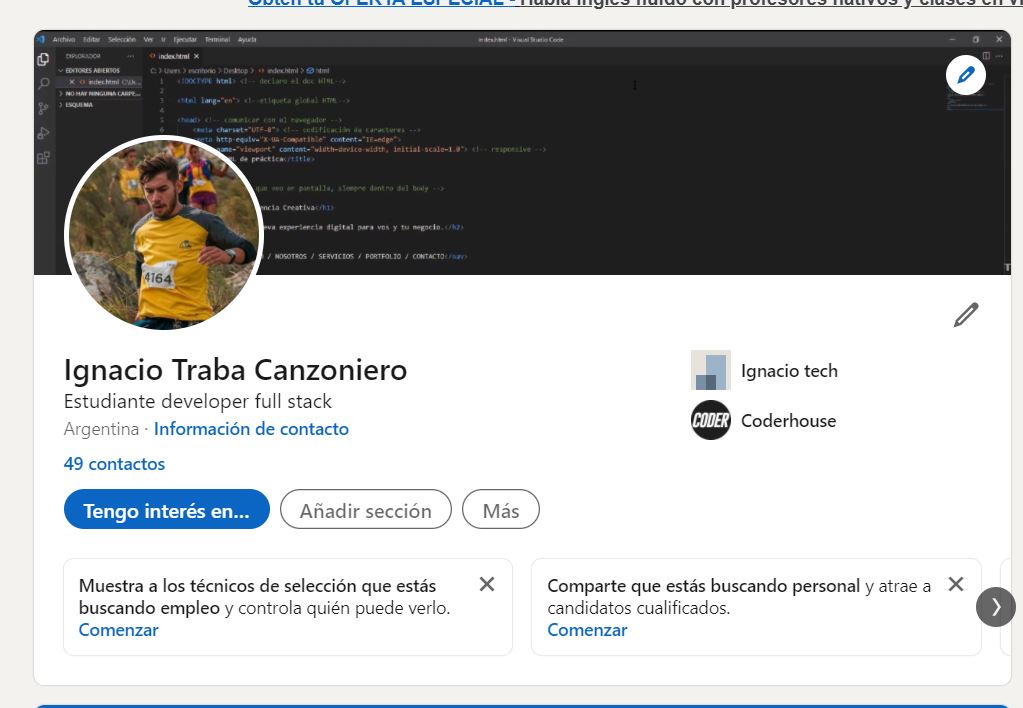 Obtén tu OFERTA ESPECIAL - Habla inglés fluido con profesores nativos y clases en vi
Archivo Editar Selección Ver Ir Ejecutar Terminal Ayuda
index.html - Visual Studio Code
EXPLORADOR
index.html
EDITORES ABIERTOS
index.html C:\Us...
NO HAY NINGUNA CARPE...
ESQUEMA
C: > Users > escritorio > Desktop > index.html > html
1 <!DOCTYPE html> <!-- declaro el doc HTML-->
2
3 <html lang="en"> <!--etiqueta global HTML-->
4
5 <head> <!-- comunicar con el navegador -->
6 <meta charset="UTF-8"> <!-- codificación de caracteres -->
<meta http-equiv="X-UA-Compatible" content="IE=edge">
name="viewport" content="width=device-width, initial-scale=1.0"> <!-- responsive -->
ML de práctica</title>
que veo en pantalla, siempre dentro del body -->
encia Creativa</h1>
eva experiencia digital para vos y tu negocio.</h2>
/ NOSOTROS / SERVICIOS / PORTFOLIO / CONTACTO</nav>
4164
Ignacio Traba Canzoniero
Estudiante developer full stack
Argentina · Información de contacto
49 contactos
Ignacio tech
CODER
Coderhouse
Tengo interés en...
Añadir sección
Más
Muestra a los técnicos de selección que estás
buscando empleo y controla quién puede verlo.
Comenzar
Comparte que estás buscando personal y atrae a
candidatos cualificados.
Comenzar